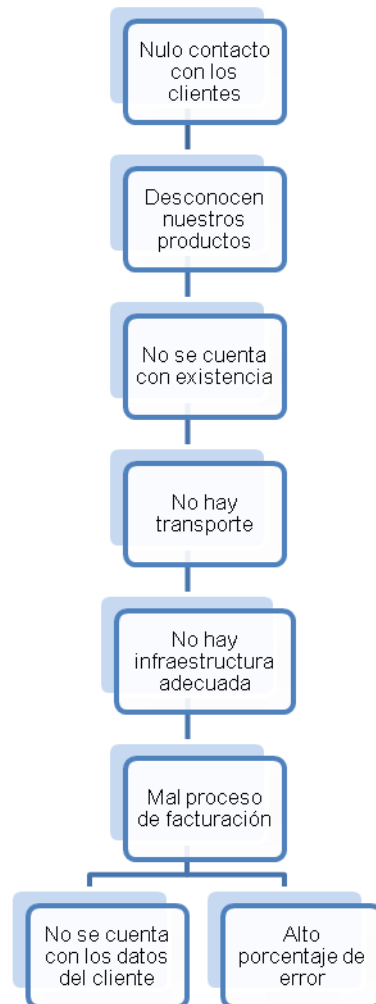 Nulo contacto
con los
clientes
Desconocen
nuestros
productos
No se cuenta
con existencia
No hay
transporte
No hay
infraestructura
adecuada
Mal proceso
de facturación
No se cuenta
con los datos
del cliente
Alto
porcentaje de
error